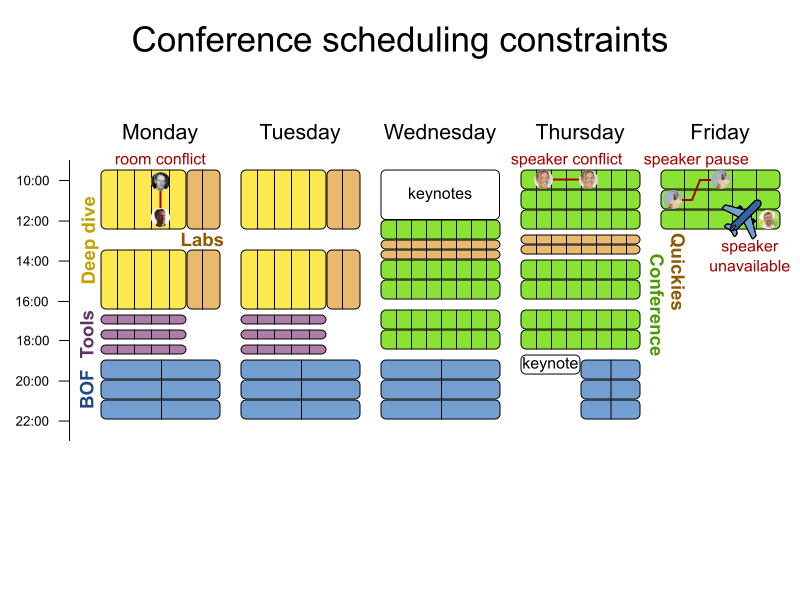 Conference scheduling constraints
Monday
Tuesday
Wednesday
Thursday
Friday
room conflict
speaker conflict
speaker pause
10:00
12:00
14:00
16:00
18:00
20:00
22:00
Deep dive
Labs
Tools
BOF
keynotes
keynote
Quickies
Conference
speaker
unavailable